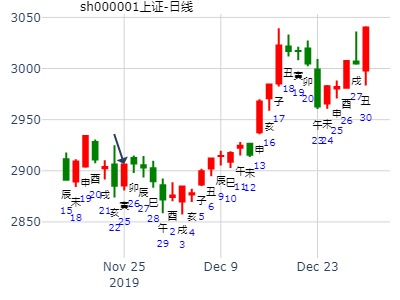 sh000001上证-日线
3050
3000
2950
2900
2850
辰
15
未
18
申
19
酉
20
戌
21
亥
22
寅
25
卯
26
辰
27
巳
28
午
29
酉
2
戌
3
亥
4
子
5
丑
6
辰
9
巳
10
午
11
未
12
申
13
亥
16
子
17
丑
18
寅
19
卯
20
午
23
未
24
申
25
酉
26
戌
27
丑
30
Nov 25
2019
Dec 9
Dec 23